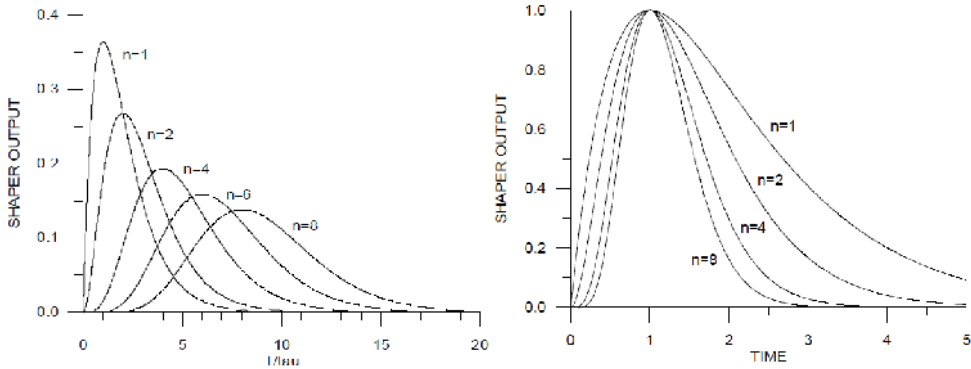 0.4
0.3
0.2
0.1
0.0
SHAPER OUTPUT
n=1
n=2
n=4
n=6
n=8
0 5 10 15 20
T/tau
1.0
0.8
0.6
0.4
0.2
0.0
SHAPER OUTPUT
n=1
n=2
n=4
n=8
0 1 2 3 4 5
TIME